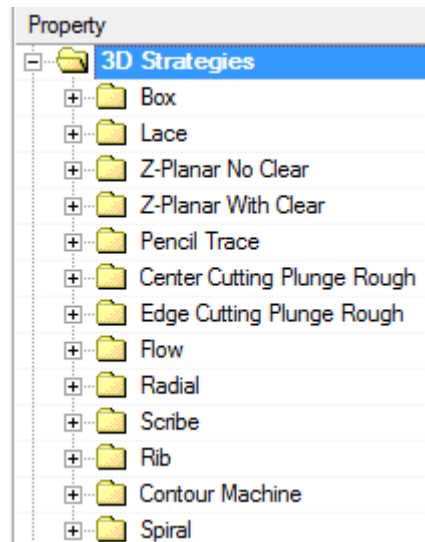 Property
3D Strategies
Box
Lace
Z-Planar No Clear
Z-Planar With Clear
Pencil Trace
Center Cutting Plunge Rough
Edge Cutting Plunge Rough
Flow
Radial
Scribe
Rib
Contour Machine
Spiral